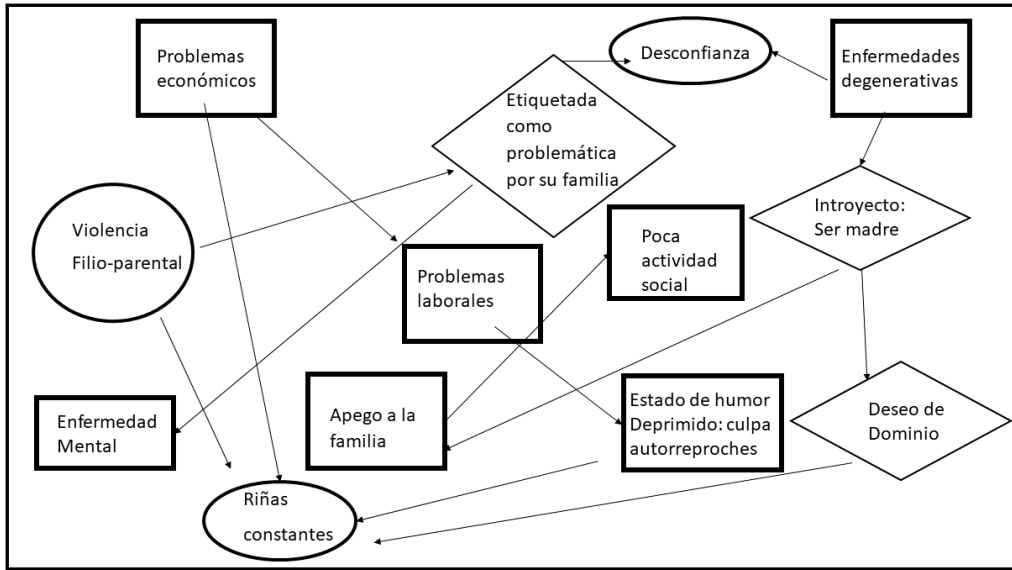 Problemas
económicos
Desconfianza
Enfermedades
degenerativas
Etiquetada
como
problemática
por su familia
Introyecto:
Ser madre
Violencia
Filio-parental
Poca
actividad
social
Problemas
laborales
Enfermedad
Mental
Apego a la
familia
Estado de humor
Deprimido: culpa
autorreproches
Deseo de
Dominio
Riñas
constantes